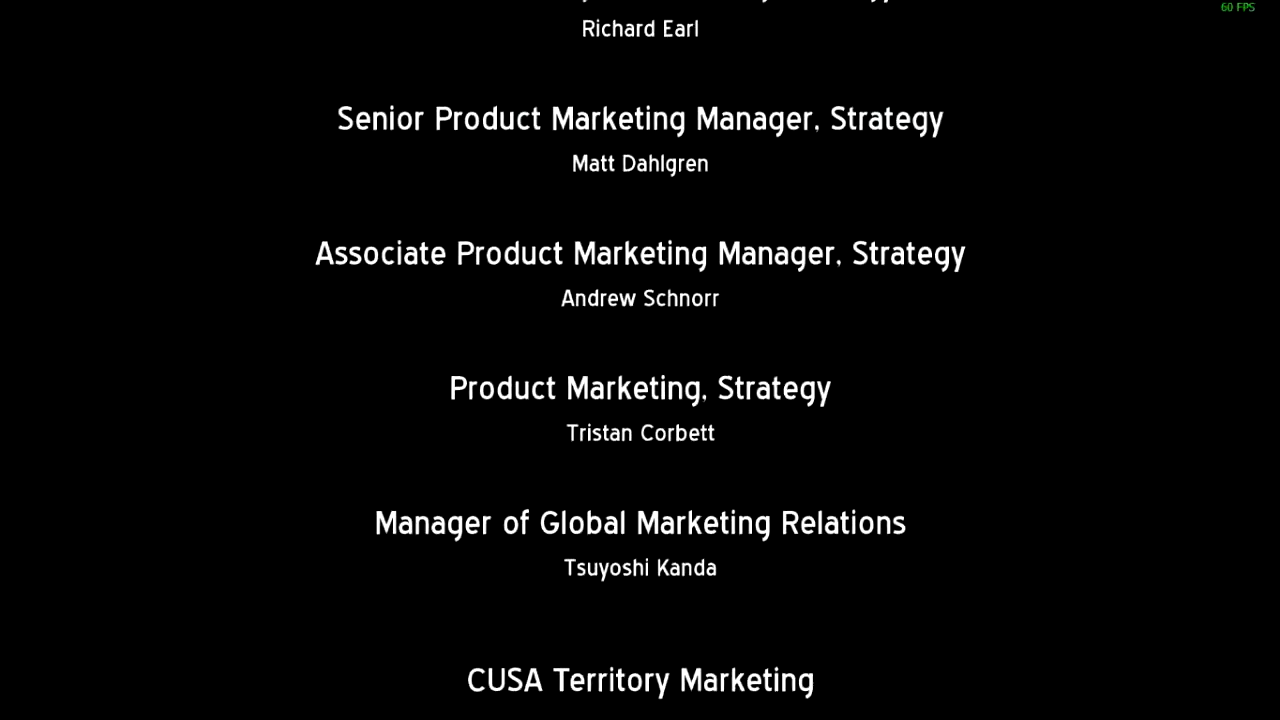 60 FPS
Richard Earl
Senior Product Marketing Manager, Strategy
Matt Dahlgren
Associate Product Marketing Manager, Strategy
Andrew Schnorr
Product Marketing, Strategy
Tristan Corbett
Manager of Global Marketing Relations
Tsuyoshi Kanda
CUSA Territory Marketing